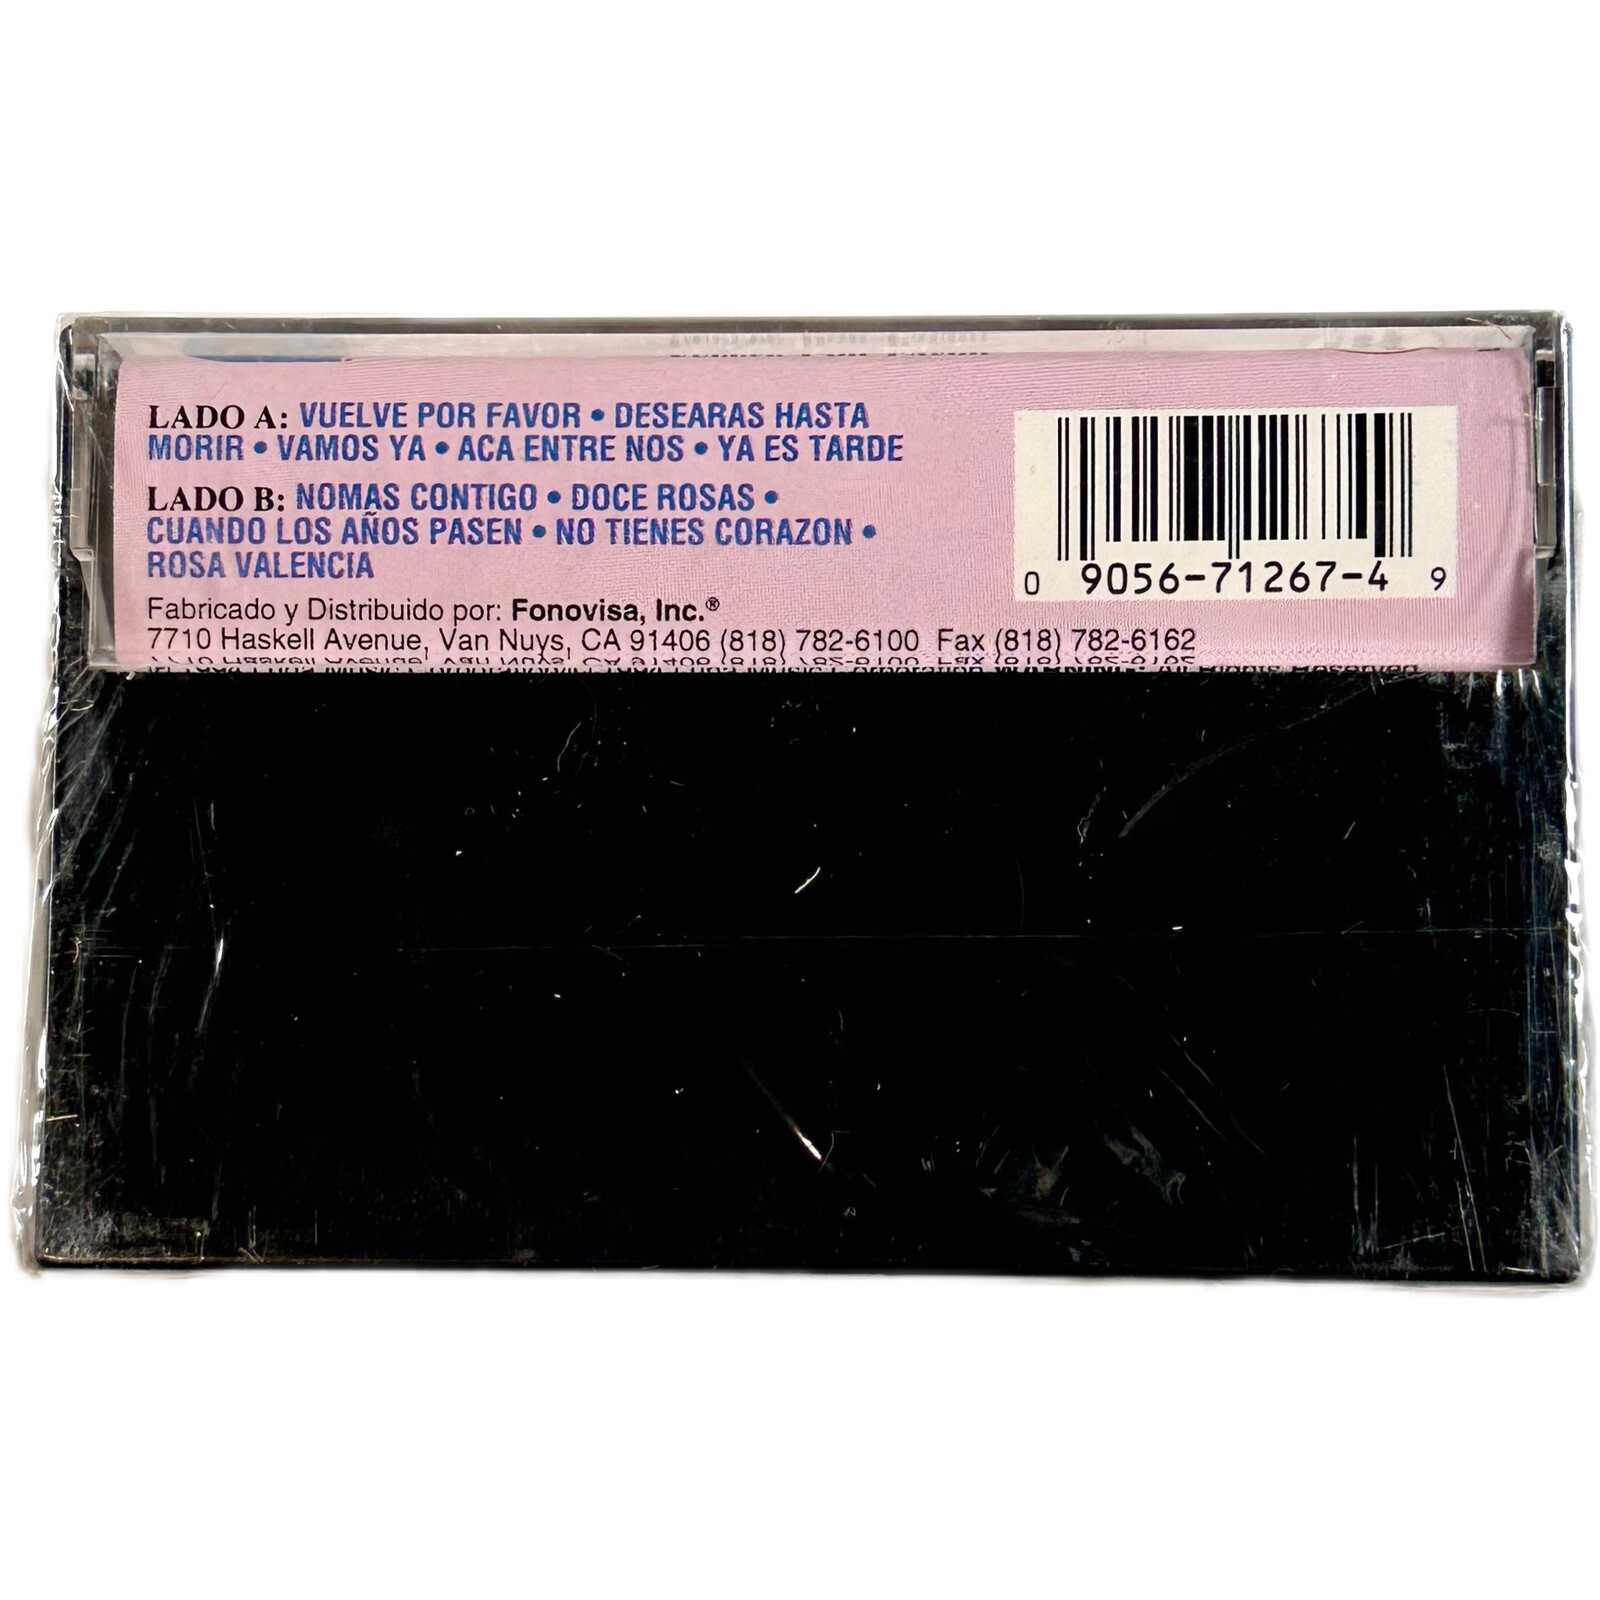 LADO A: VUELVE POR FAVOR • DESEARAS HASTA
MORIR • VAMOS YA • ACA ENTRE NOS • YA ES TARDE
LADO B: NOMAS CONTIGO • DOCE ROSAS •
CUANDO LOS AÑOS PASEN • NO TIENES CORAZON •
ROSA VALENCIA
Fabricado y Distribuido por: Fonovisa, Inc.®
7710 Haskell Avenue, Van Nuys, CA 91406 (818) 782-6100 Fax (818) 782-6162
0 9056-71267-4 9